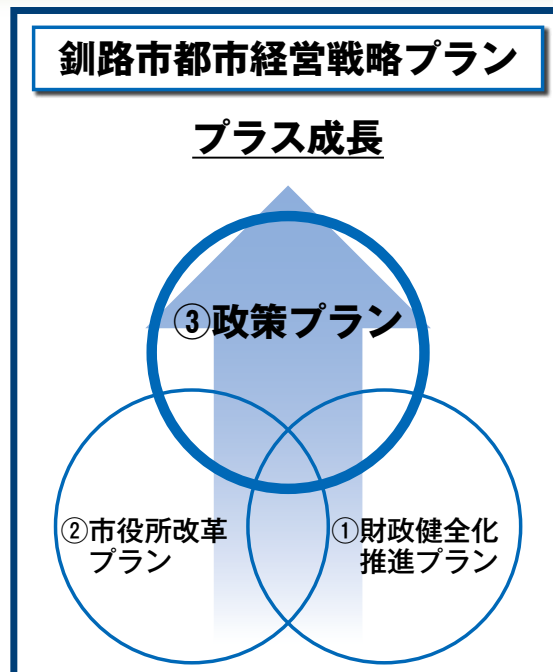 釧路市都市経営戦略プラン
プラス成長
③政策プラン
②市役所改革
プラン
①財政健全化
推進プラン